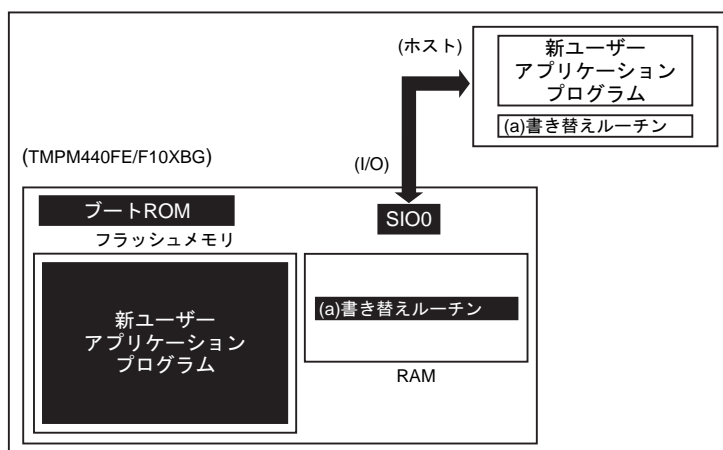 (ホスト)
新ユーザー
アプリケーション
プログラム
(a)書き替えルーチン
(TMPM440FE/F10XBG)
(I/O)
ブートROM
SIO0
フラッシュメモリ
新ユーザー
アプリケーション
プログラム
(a)書き替えルーチン
RAM